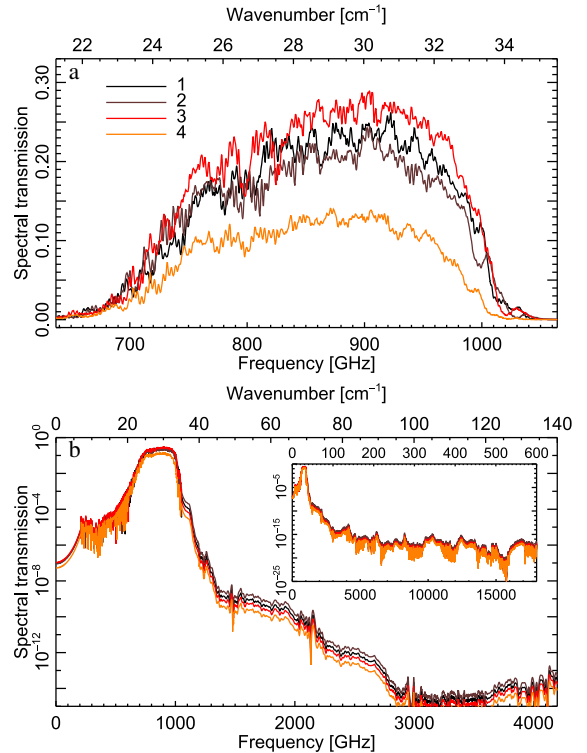 Wavenumber [cm⁻¹]
22 24 26 28 30 32 34
a
1
2
3
4
Spectral transmission
0.30
0.20
0.10
0.00
700 800 900 1000
Frequency [GHz]
Wavenumber [cm⁻¹]
0 20 40 60 80 100 120 140
b
Spectral transmission
10⁰
10⁻⁴
10⁻⁸
10⁻¹²
0 100 200 300 400 500 600
10⁻⁵
10⁻¹⁵
10⁻²⁵
0 5000 10000 15000
0 1000 2000 3000 4000
Frequency [GHz]